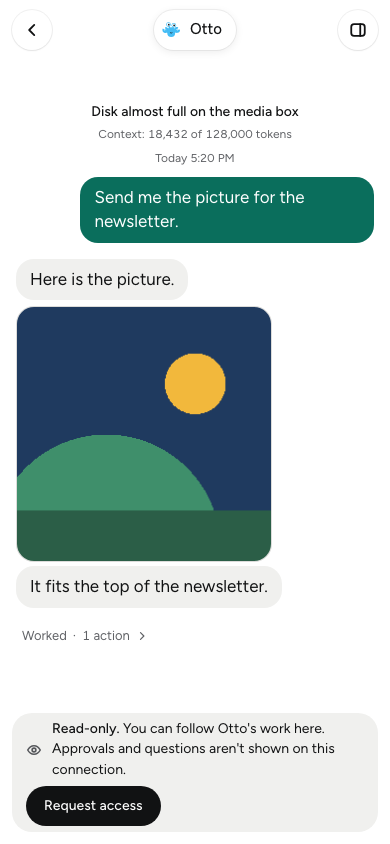 Otto
Disk almost full on the media box
Context: 18,432 of 128,000 tokens
Today 5:20 PM
Send me the picture for the
newsletter.
Here is the picture.
It fits the top of the newsletter.
Worked · 1 action
Read-only. You can follow Otto's work here.
Approvals and questions aren't shown on this
connection.
Request access